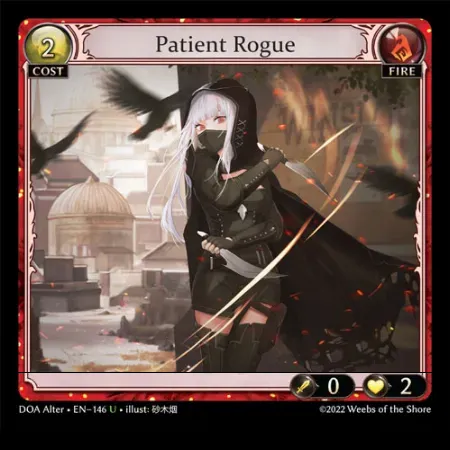 2
Patient Rogue
COST
FIRE
0
2
DOA Alter • EN-146 U • illust: 砂木烟
©2022 Weebs of the Shore